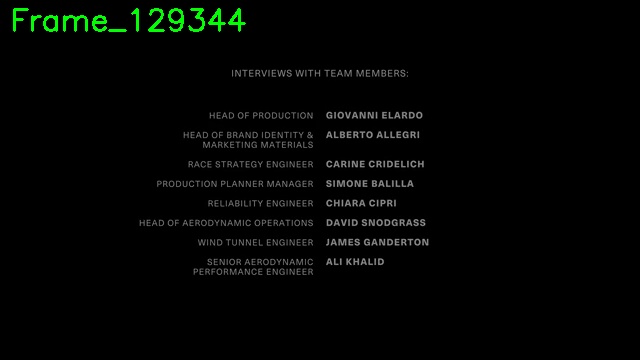 Frame_129344
INTERVIEWS WITH TEAM MEMBERS:
HEAD OF PRODUCTION GIOVANNI ELARDO
HEAD OF BRAND IDENTITY & ALBERTO ALLEGRI
MARKETING MATERIALS
RACE STRATEGY ENGINEER CARINE CRIDELICH
PRODUCTION PLANNER MANAGER SIMONE BALILLA
RELIABILITY ENGINEER CHIARA CIPRI
HEAD OF AERODYNAMIC OPERATIONS DAVID SNODGRASS
WIND TUNNEL ENGINEER JAMES GANDERTON
SENIOR AERODYNAMIC ALI KHALID
PERFORMANCE ENGINEER